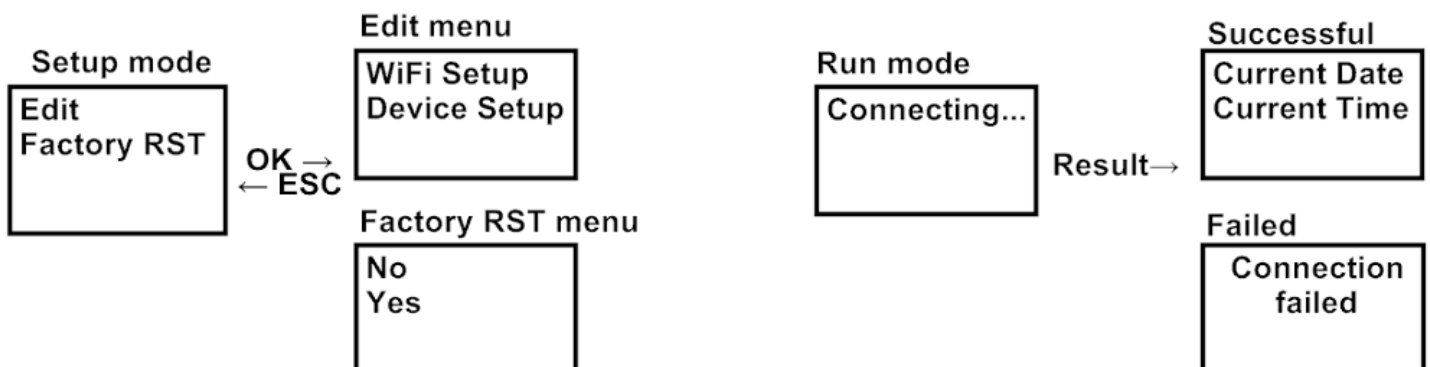 Setup mode
Edit
Factory RST
OK →
← ESC
Edit menu
WiFi Setup
Device Setup
Factory RST menu
No
Yes
Run mode
Connecting...
Result→
Successful
Current Date
Current Time
Failed
Connection
failed